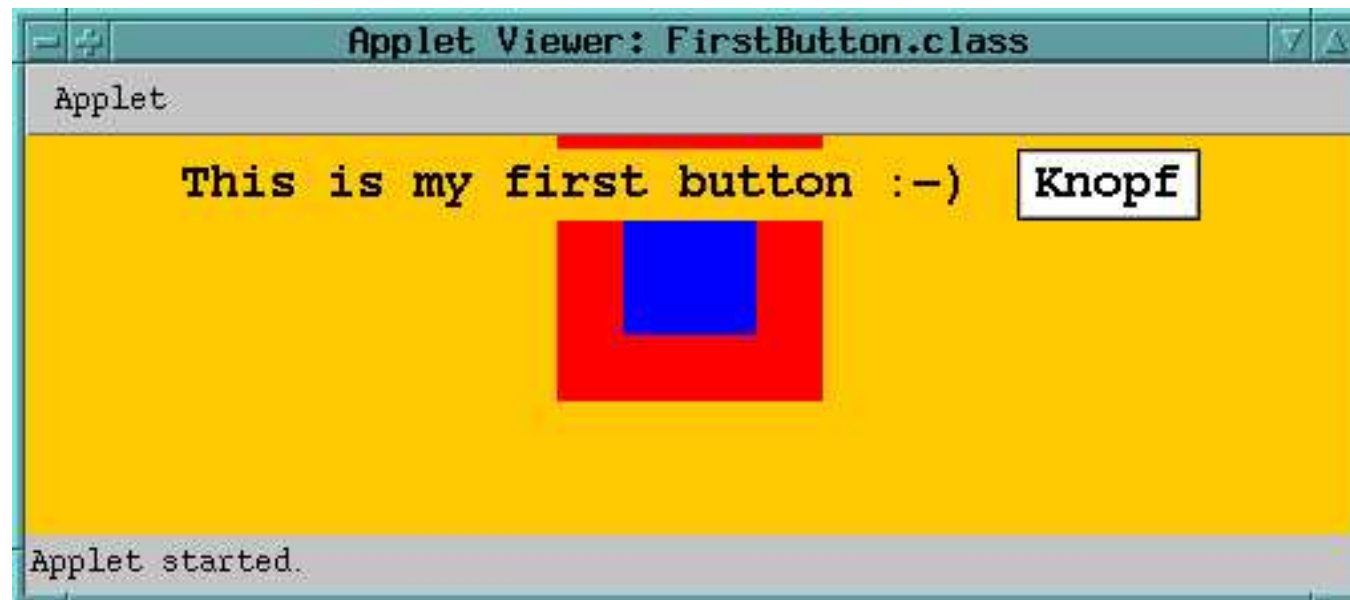 Applet Viewer: FirstButton.class
Applet
This is my first button :-) Knopf
Applet started.